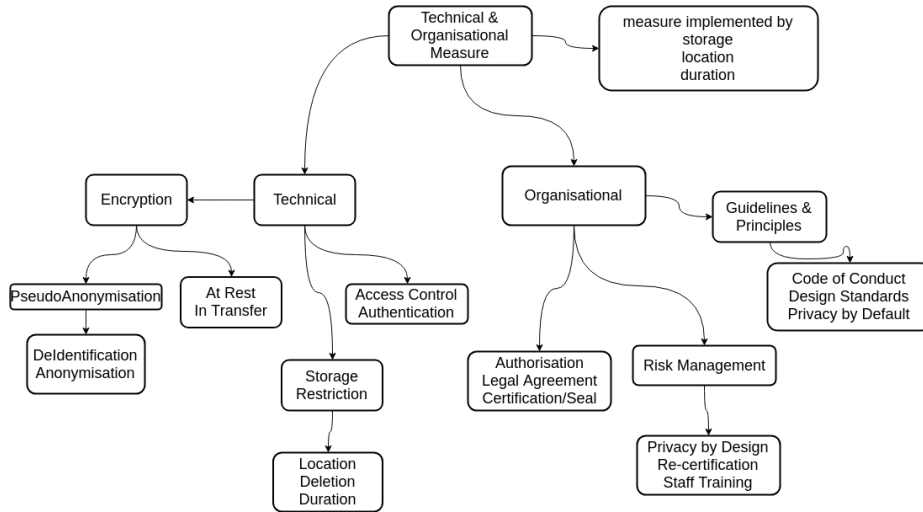 Technical &
Organisational
Measure
measure implemented by
storage
location
duration
Encryption
Technical
Organisational
Guidelines &
Principles
PseudoAnonymisation
At Rest
In Transfer
Access Control
Authentication
Code of Conduct
Design Standards
Privacy by Default
DeIdentification
Anonymisation
Storage
Restriction
Authorisation
Legal Agreement
Certification/Seal
Risk Management
Location
Deletion
Duration
Privacy by Design
Re-certification
Staff Training